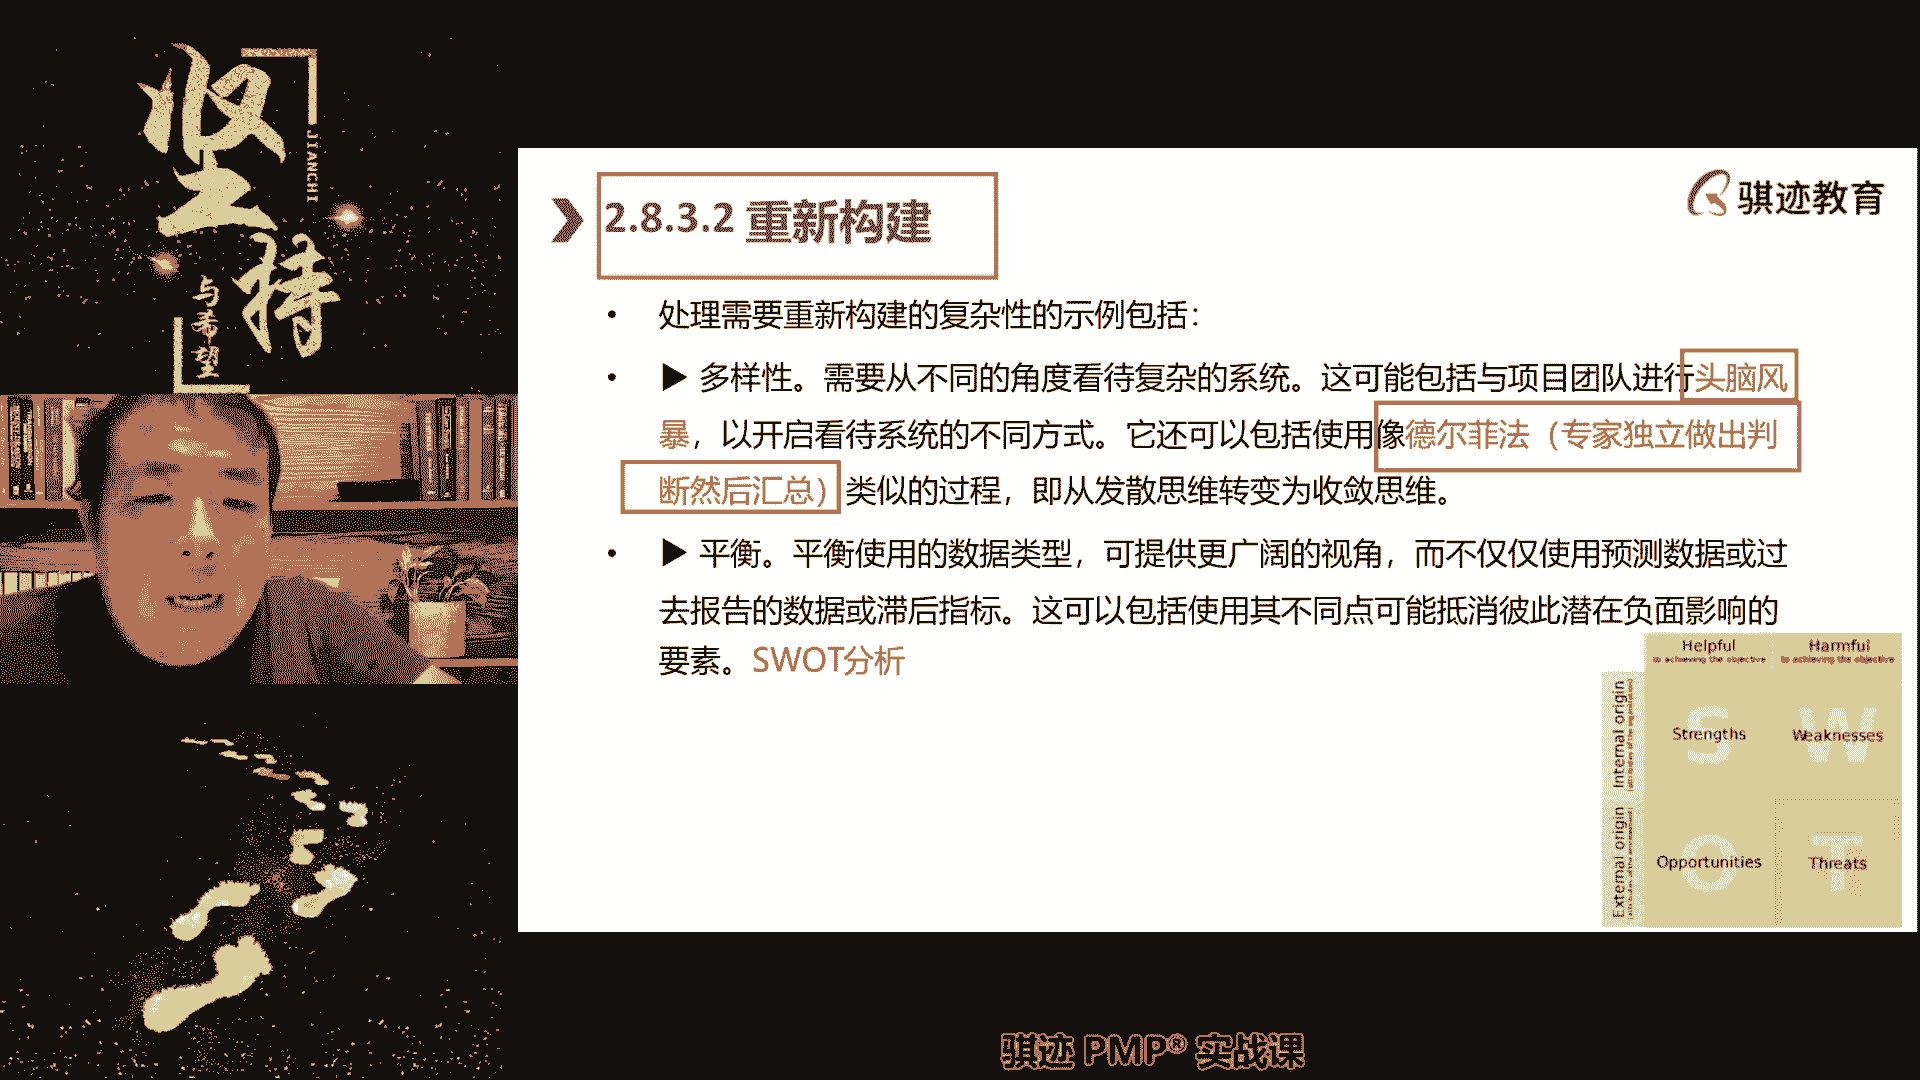 坚持
JIANCHI
与希望
2.8.3.2 重新构建
骐迹教育
• 处理需要重新构建的复杂性的示例包括：
• ▶ 多样性。需要从不同的角度看待复杂的系统。这可能包括与项目团队进行头脑风
暴，以开启看待系统的不同方式。它还可以包括使用像德尔菲法（专家独立做出判
断然后汇总）类似的过程，即从发散思维转变为收敛思维。
• ▶ 平衡。平衡使用的数据类型，可提供更广阔的视角，而不仅仅使用预测数据或过
去报告的数据或滞后指标。这可以包括使用其不同点可能抵消彼此潜在负面影响的
要素。SWOT分析
Helpful
to achieving the objective
Harmful
to achieving the objective
Internal origin
S
Strengths
W
Weaknesses
External origin
O
Opportunities
T
Threats
骐迹 PMP® 实战课